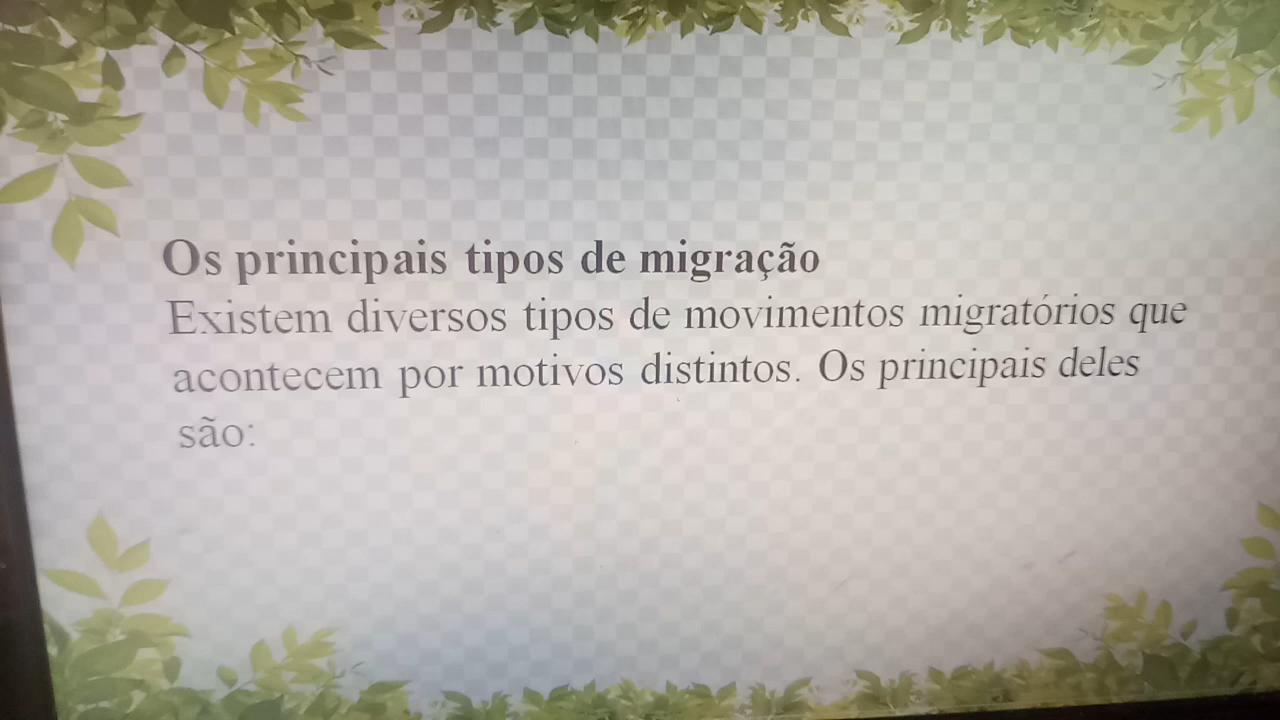 Os principais tipos de migração
Existem diversos tipos de movimentos migratórios que
acontecem por motivos distintos. Os principais deles
são: